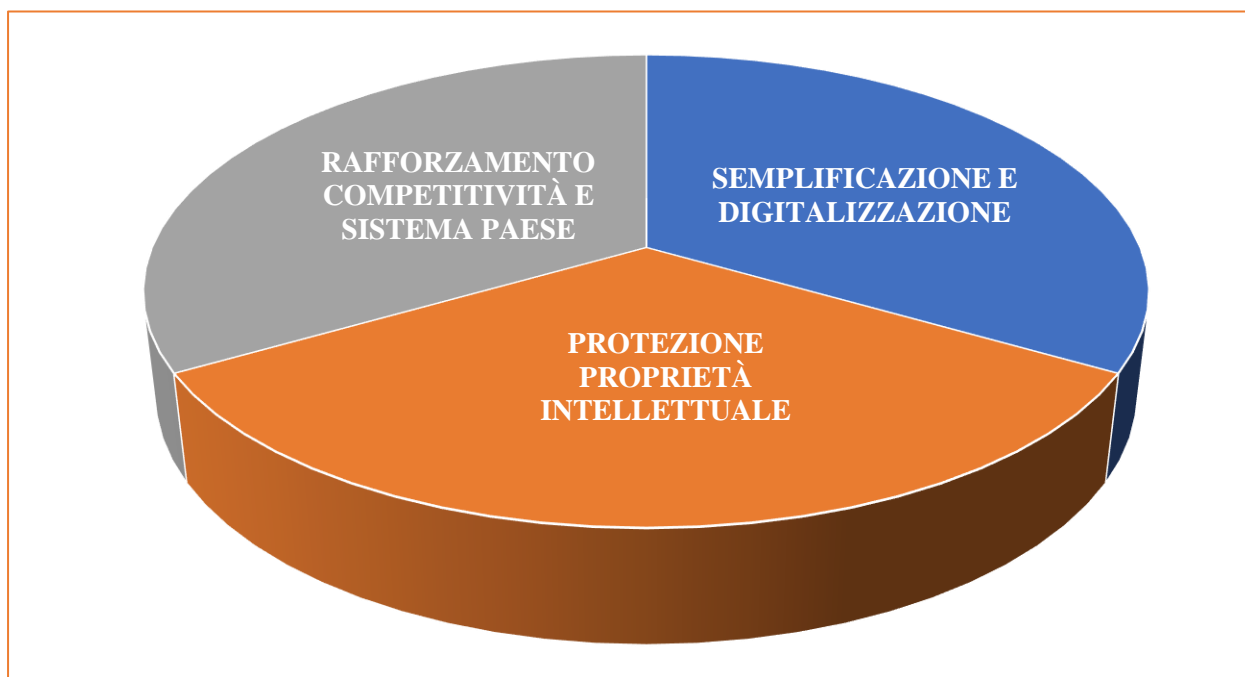 RAFFORZAMENTO
COMPETITIVITÀ E
SISTEMA PAESE
SEMPLIFICAZIONE E
DIGITALIZZAZIONE
PROTEZIONE
PROPRIETÀ
INTELLETTUALE